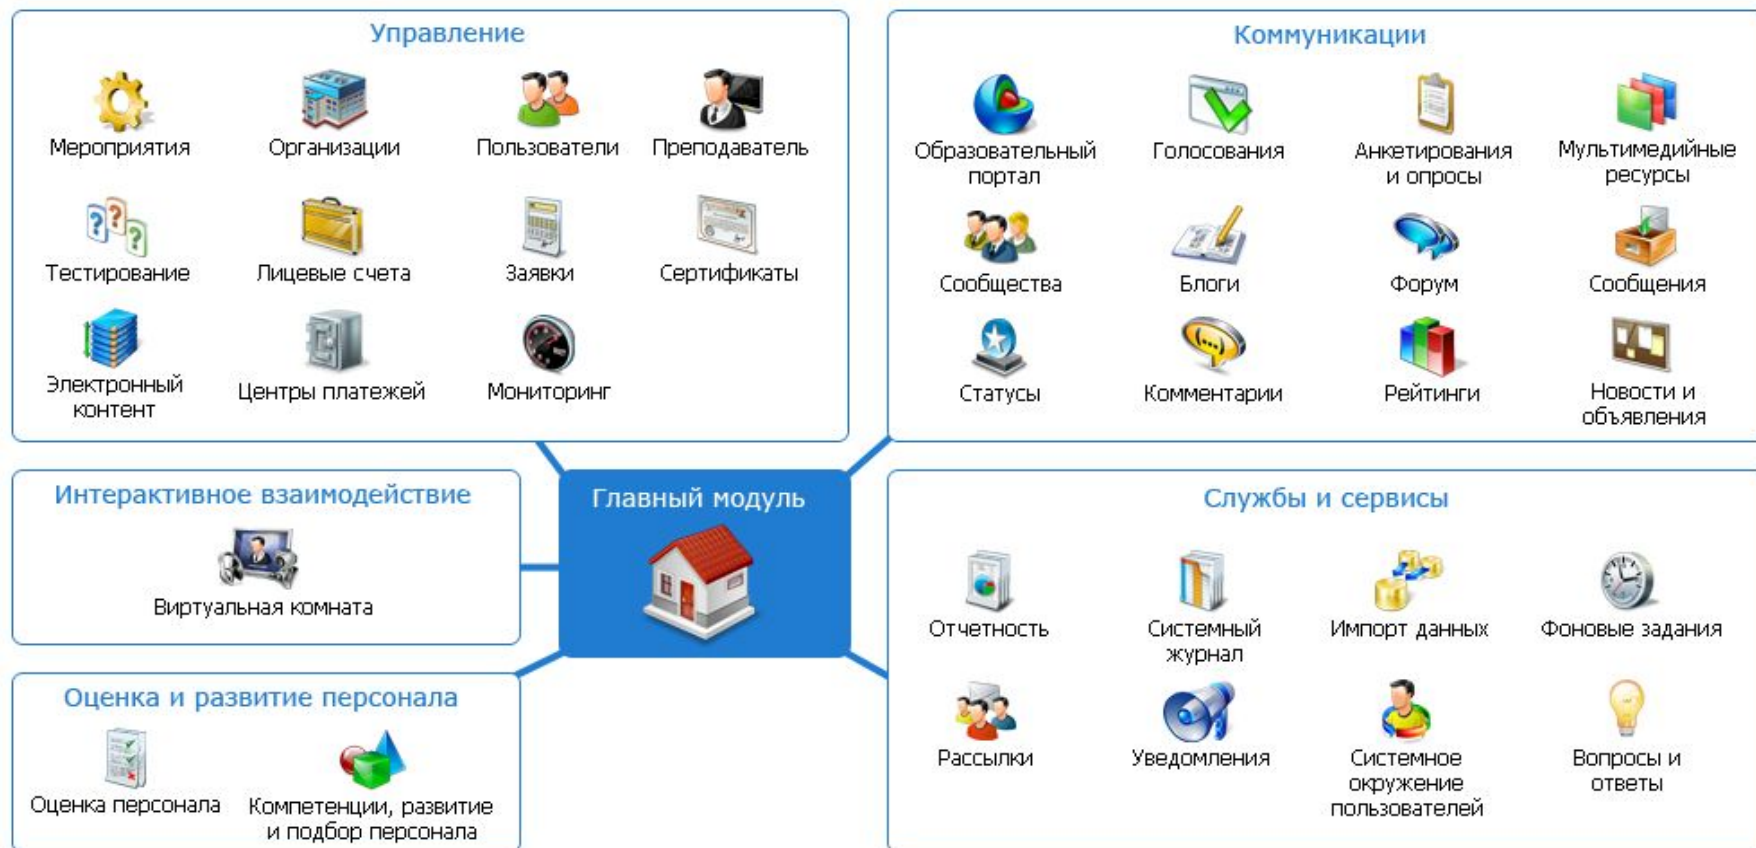 Управление
Мероприятия
Организации
Пользователи
Преподаватель
Тестирование
Лицевые счета
Заявки
Сертификаты
Электронный
контент
Центры платежей
Мониторинг
Коммуникации
Образовательный
портал
Голосования
Анкетирования
и опросы
Мультимедийные
ресурсы
Сообщества
Блоги
Форум
Сообщения
Статусы
Комментарии
Рейтинги
Новости и
объявления
Интерактивное взаимодействие
Виртуальная комната
Главный модуль
Оценка и развитие персонала
Оценка персонала
Компетенции, развитие
и подбор персонала
Службы и сервисы
Отчетность
Системный
журнал
Импорт данных
Фоновые задания
Рассылки
Уведомления
Системное
окружение
пользователей
Вопросы и
ответы